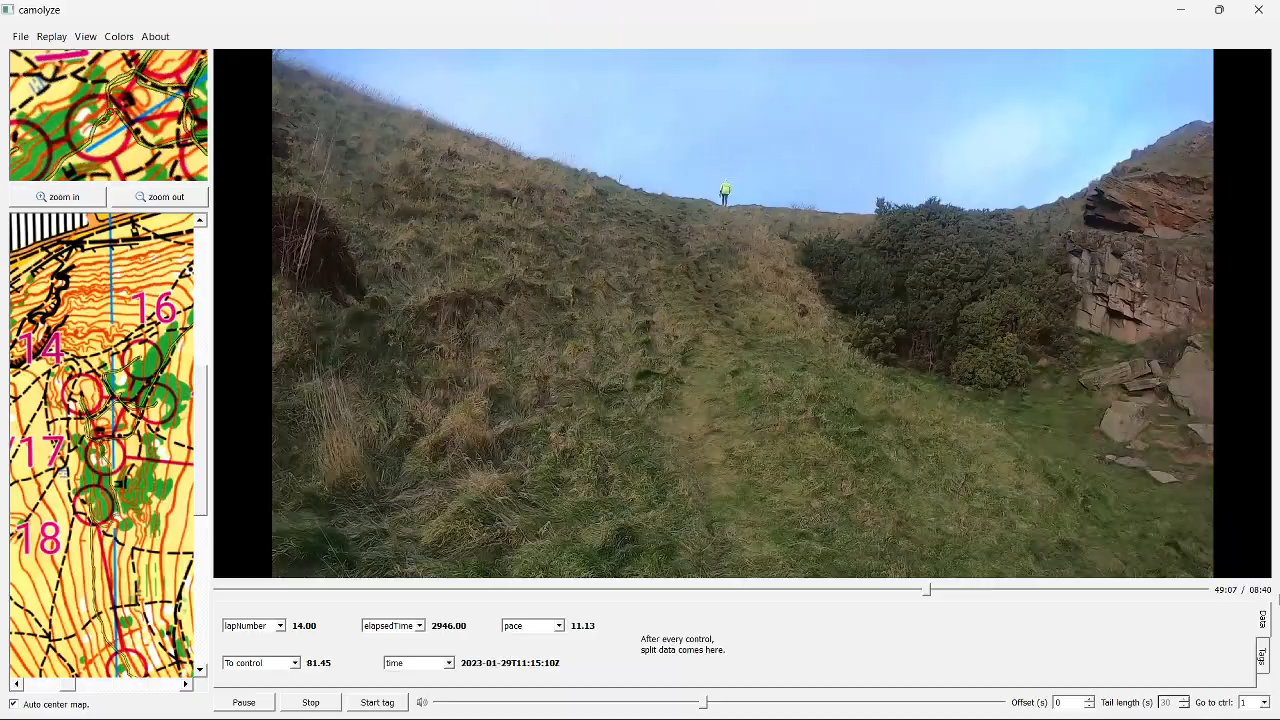 camolyze
File Replay View Colors About
zoom in
zoom out
16
14
17
18
49:07 / 08:40
lapNumber 14.00 elapsedTime 2946.00 pace 11.13
After every control,
split data comes here.
To control 81.45 time 2023-01-29T11:15:10Z
Data
Tags
Auto center map.
Pause Stop Start tag Offset (s) 0 Tail length (s) 30 Go to ctrl: 1